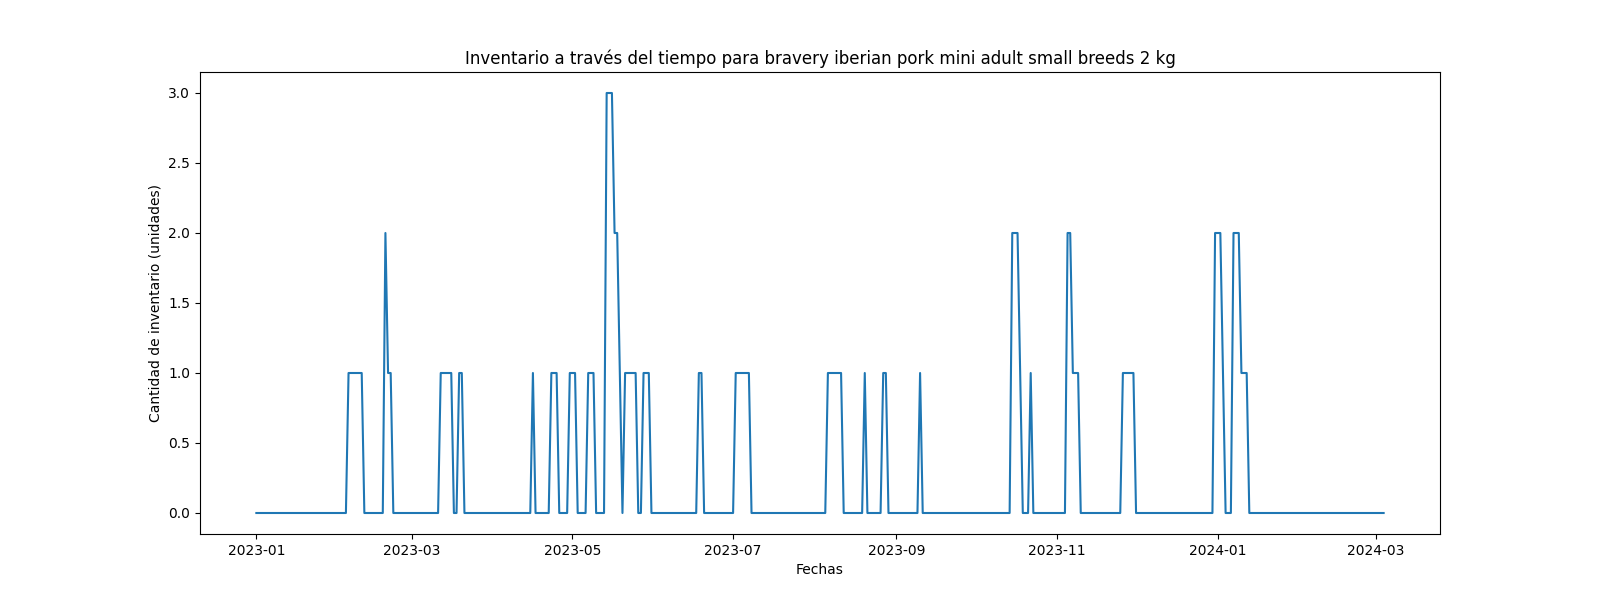 Inventario a través del tiempo para bravery iberian pork mini adult small breeds 2 kg
Cantidad de inventario (unidades)
3.0
2.5
2.0
1.5
1.0
0.5
0.0
2023-01 2023-03 2023-05 2023-07 2023-09 2023-11 2024-01 2024-03
Fechas